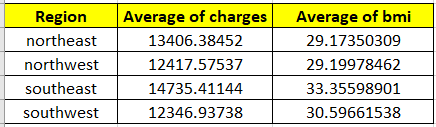 Region Average of charges Average of bmi
northeast 13406.38452 29.17350309
northwest 12417.57537 29.19978462
southeast 14735.41144 33.35598901
southwest 12346.93738 30.59661538